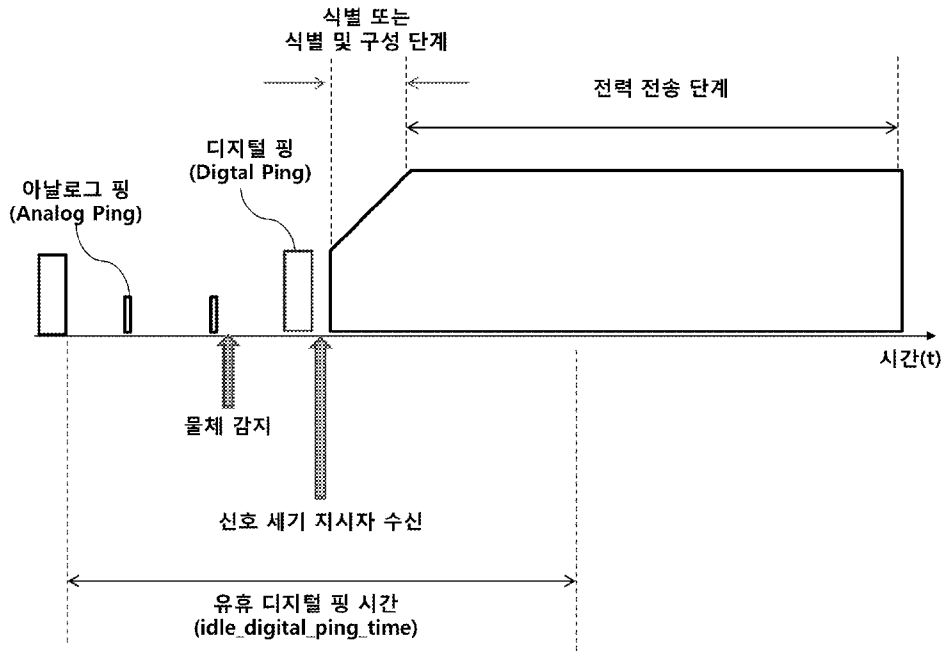 식별 또는
식별 및 구성 단계
전력 전송 단계
디지털 핑
(Digtal Ping)
아날로그 핑
(Analog Ping)
시간(t)
물체 감지
신호 세기 지시자 수신
유휴 디지털 핑 시간
(idle_digital_ping_time)